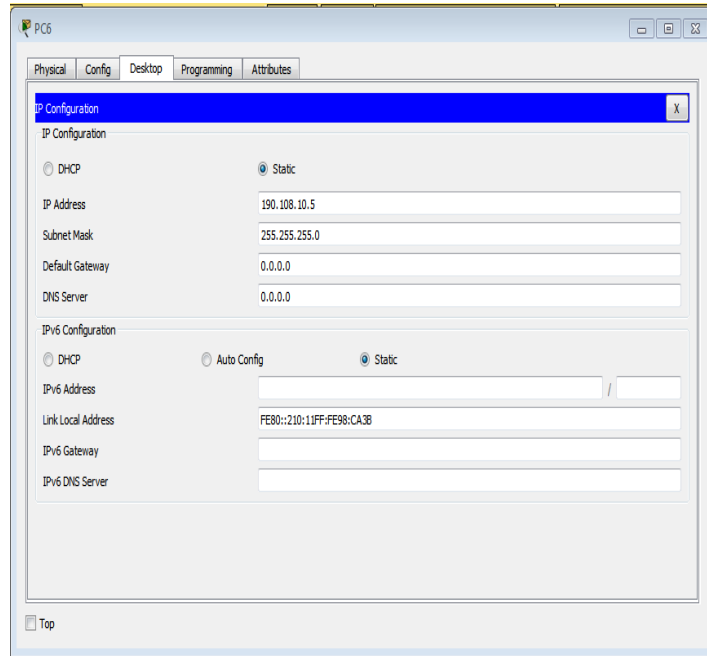 PC6
Physical Config Desktop Programming Attributes
IP Configuration X
IP Configuration
DHCP Static
IP Address 190.108.10.5
Subnet Mask 255.255.255.0
Default Gateway 0.0.0.0
DNS Server 0.0.0.0
IPv6 Configuration
DHCP Auto Config Static
IPv6 Address /
Link Local Address FE80::210:11FF:FE98:CA3B
IPv6 Gateway
IPv6 DNS Server
Top